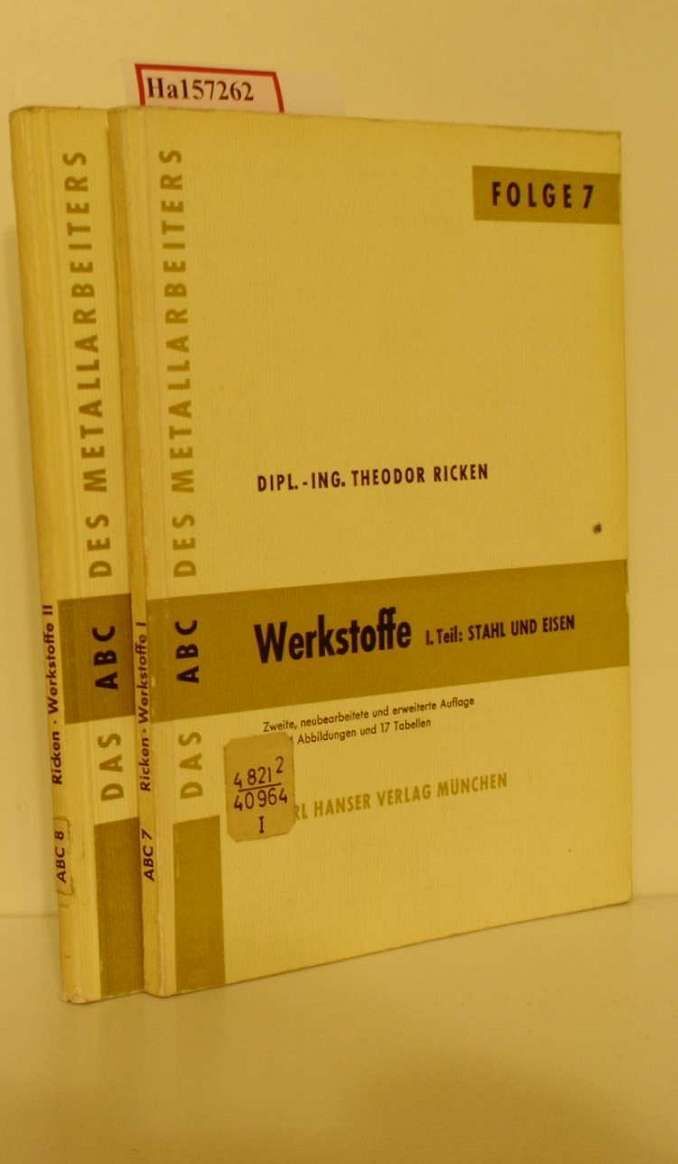 Ha157262
FOLGE 7
DIPL.-ING. THEODOR RICKEN
Werkstoffe I. Teil: STAHL UND EISEN
Zweite, neubearbeitete und erweiterte Auflage
Abbildungen und 17 Tabellen
RL HANSER VERLAG MÜNCHEN
4821²
40964
I
DAS ABC DES METALLARBEITERS
ABC 7 Ricken · Werkstoffe I
DAS ABC DES METALLARBEITERS
ABC 8 Ricken · Werkstoffe II